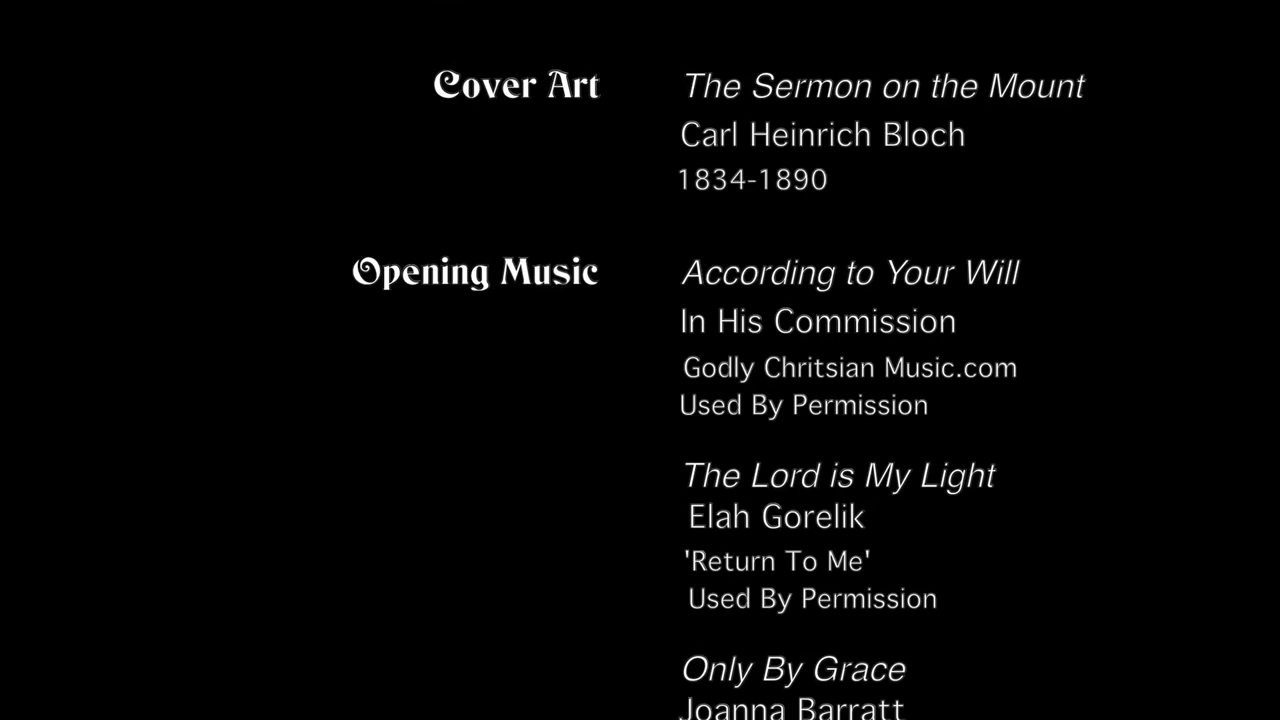 Cover Art The Sermon on the Mount
Carl Heinrich Bloch
1834-1890
Opening Music According to Your Will
In His Commission
Godly Chritsian Music.com
Used By Permission
The Lord is My Light
Elah Gorelik
'Return To Me'
Used By Permission
Only By Grace
Joanna Barratt